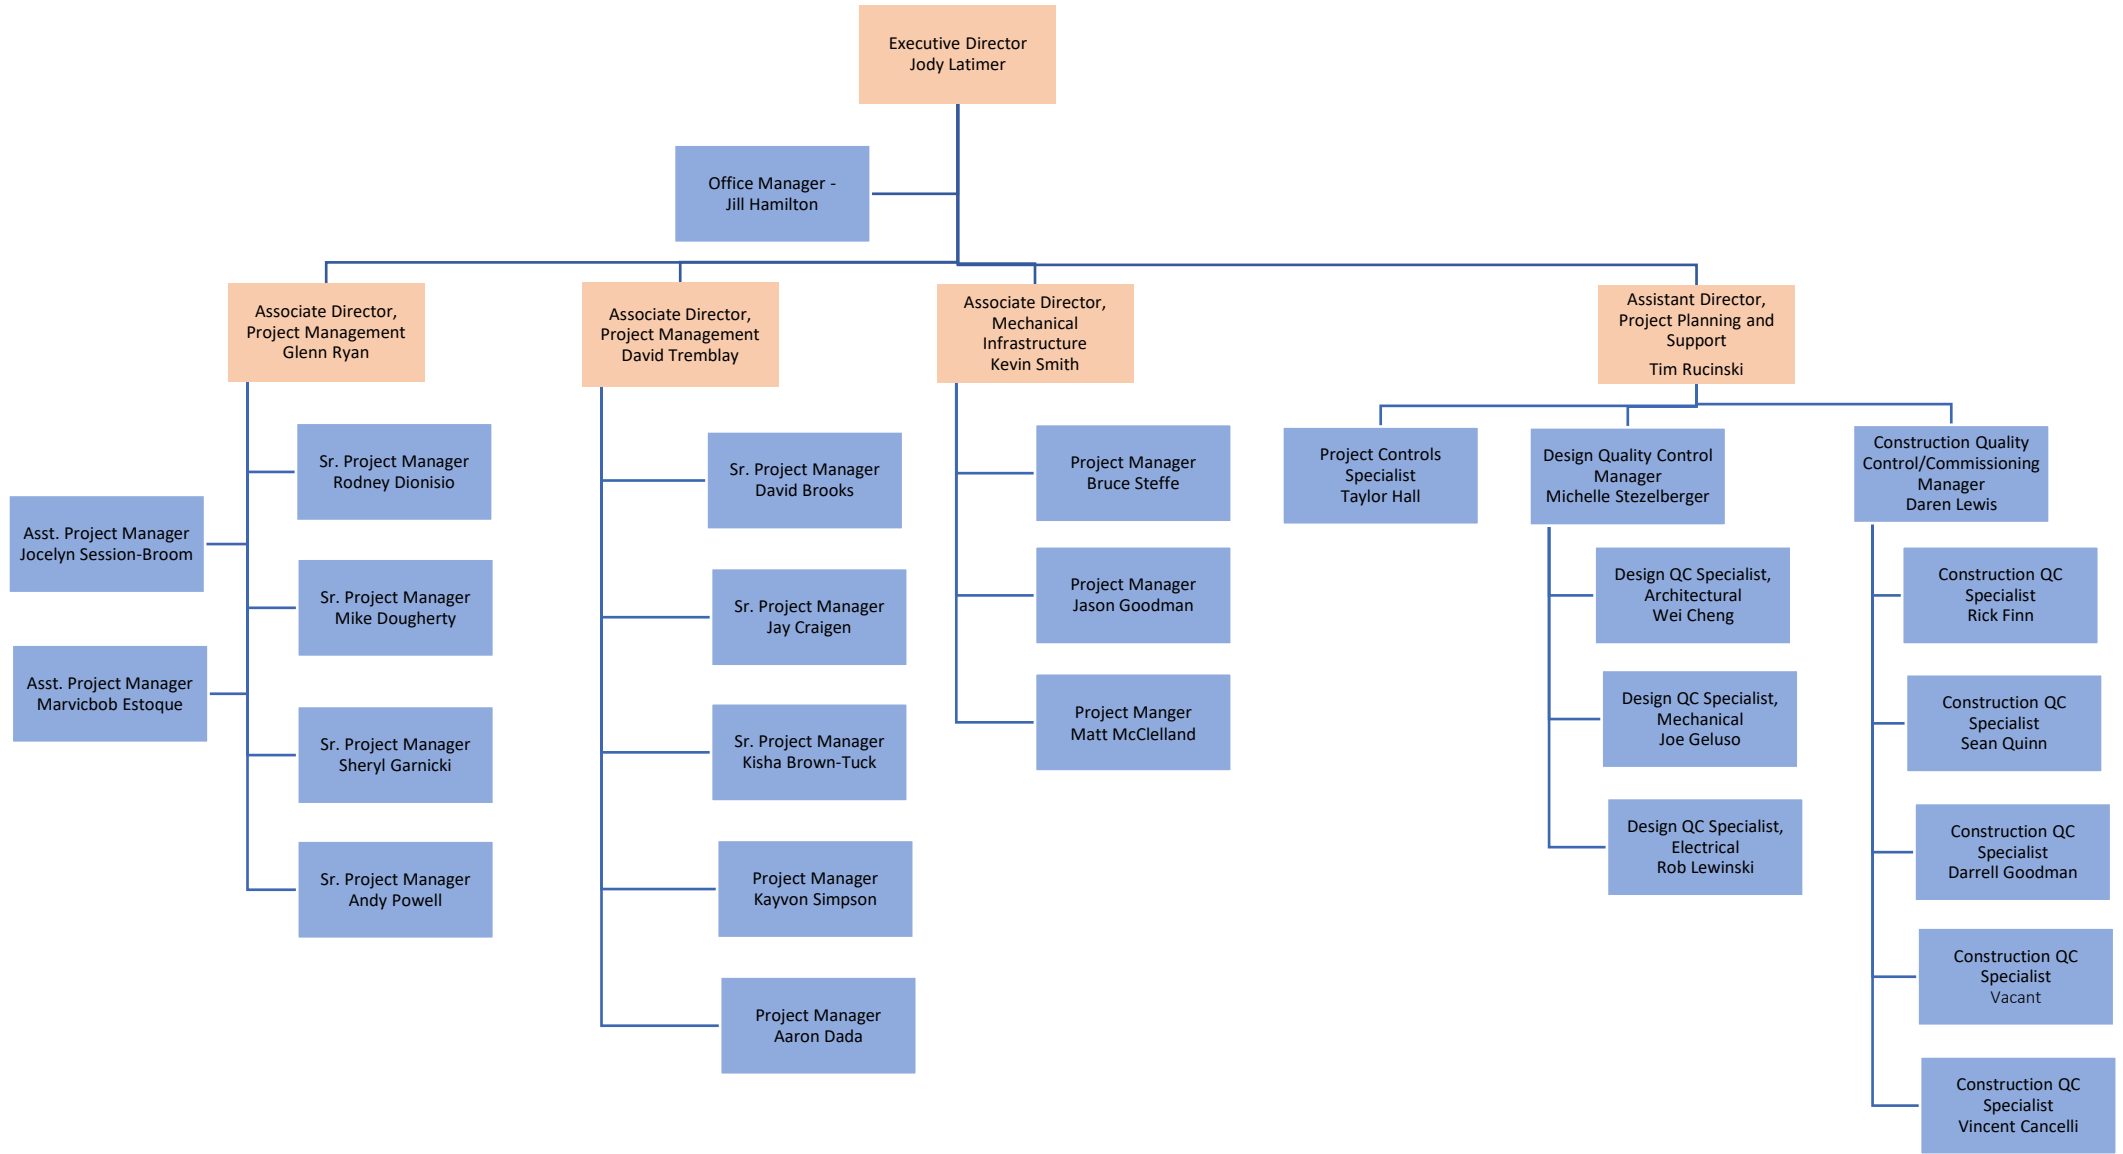 Executive Director
Jody Latimer
Office Manager -
Jill Hamilton
Associate Director,
Project Management
Glenn Ryan
Associate Director,
Project Management
David Tremblay
Associate Director,
Mechanical
Infrastructure
Kevin Smith
Assistant Director,
Project Planning and
Support
Tim Rucinski
Asst. Project Manager
Jocelyn Session-Broom
Asst. Project Manager
Marvicbob Estoque
Sr. Project Manager
Rodney Dionisio
Sr. Project Manager
Mike Dougherty
Sr. Project Manager
Sheryl Garnicki
Sr. Project Manager
Andy Powell
Sr. Project Manager
David Brooks
Sr. Project Manager
Jay Craigen
Sr. Project Manager
Kisha Brown-Tuck
Project Manager
Kayvon Simpson
Project Manager
Aaron Dada
Project Manager
Bruce Steffe
Project Manager
Jason Goodman
Project Manger
Matt McClelland
Project Controls
Specialist
Taylor Hall
Design Quality Control
Manager
Michelle Stezelberger
Design QC Specialist,
Architectural
Wei Cheng
Design QC Specialist,
Mechanical
Joe Geluso
Design QC Specialist,
Electrical
Rob Lewinski
Construction Quality
Control/Commissioning
Manager
Daren Lewis
Construction QC
Specialist
Rick Finn
Construction QC
Specialist
Sean Quinn
Construction QC
Specialist
Darrell Goodman
Construction QC
Specialist
Vacant
Construction QC
Specialist
Vincent Cancelli